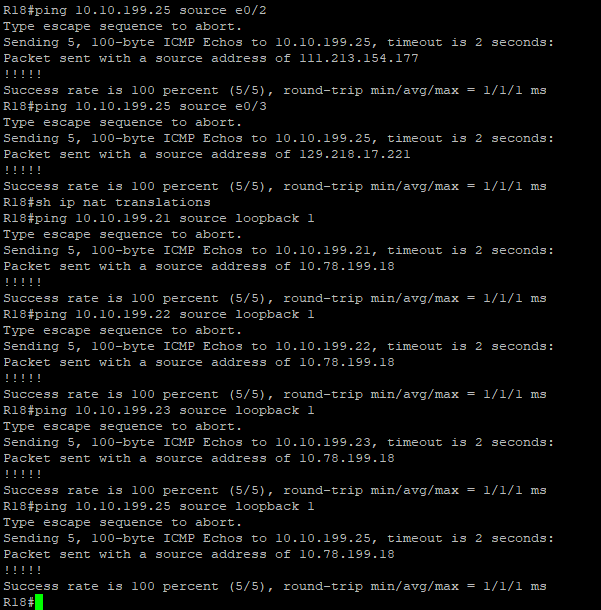 R18#ping 10.10.199.25 source e0/2
Type escape sequence to abort.
Sending 5, 100-byte ICMP Echos to 10.10.199.25, timeout is 2 seconds:
Packet sent with a source address of 111.213.154.177
!!!!!
Success rate is 100 percent (5/5), round-trip min/avg/max = 1/1/1 ms
R18#ping 10.10.199.25 source e0/3
Type escape sequence to abort.
Sending 5, 100-byte ICMP Echos to 10.10.199.25, timeout is 2 seconds:
Packet sent with a source address of 129.218.17.221
!!!!!
Success rate is 100 percent (5/5), round-trip min/avg/max = 1/1/1 ms
R18#sh ip nat translations
R18#ping 10.10.199.21 source loopback 1
Type escape sequence to abort.
Sending 5, 100-byte ICMP Echos to 10.10.199.21, timeout is 2 seconds:
Packet sent with a source address of 10.78.199.18
!!!!!
Success rate is 100 percent (5/5), round-trip min/avg/max = 1/1/1 ms
R18#ping 10.10.199.22 source loopback 1
Type escape sequence to abort.
Sending 5, 100-byte ICMP Echos to 10.10.199.22, timeout is 2 seconds:
Packet sent with a source address of 10.78.199.18
!!!!!
Success rate is 100 percent (5/5), round-trip min/avg/max = 1/1/1 ms
R18#ping 10.10.199.23 source loopback 1
Type escape sequence to abort.
Sending 5, 100-byte ICMP Echos to 10.10.199.23, timeout is 2 seconds:
Packet sent with a source address of 10.78.199.18
!!!!!
Success rate is 100 percent (5/5), round-trip min/avg/max = 1/1/1 ms
R18#ping 10.10.199.25 source loopback 1
Type escape sequence to abort.
Sending 5, 100-byte ICMP Echos to 10.10.199.25, timeout is 2 seconds:
Packet sent with a source address of 10.78.199.18
!!!!!
Success rate is 100 percent (5/5), round-trip min/avg/max = 1/1/1 ms
R18#